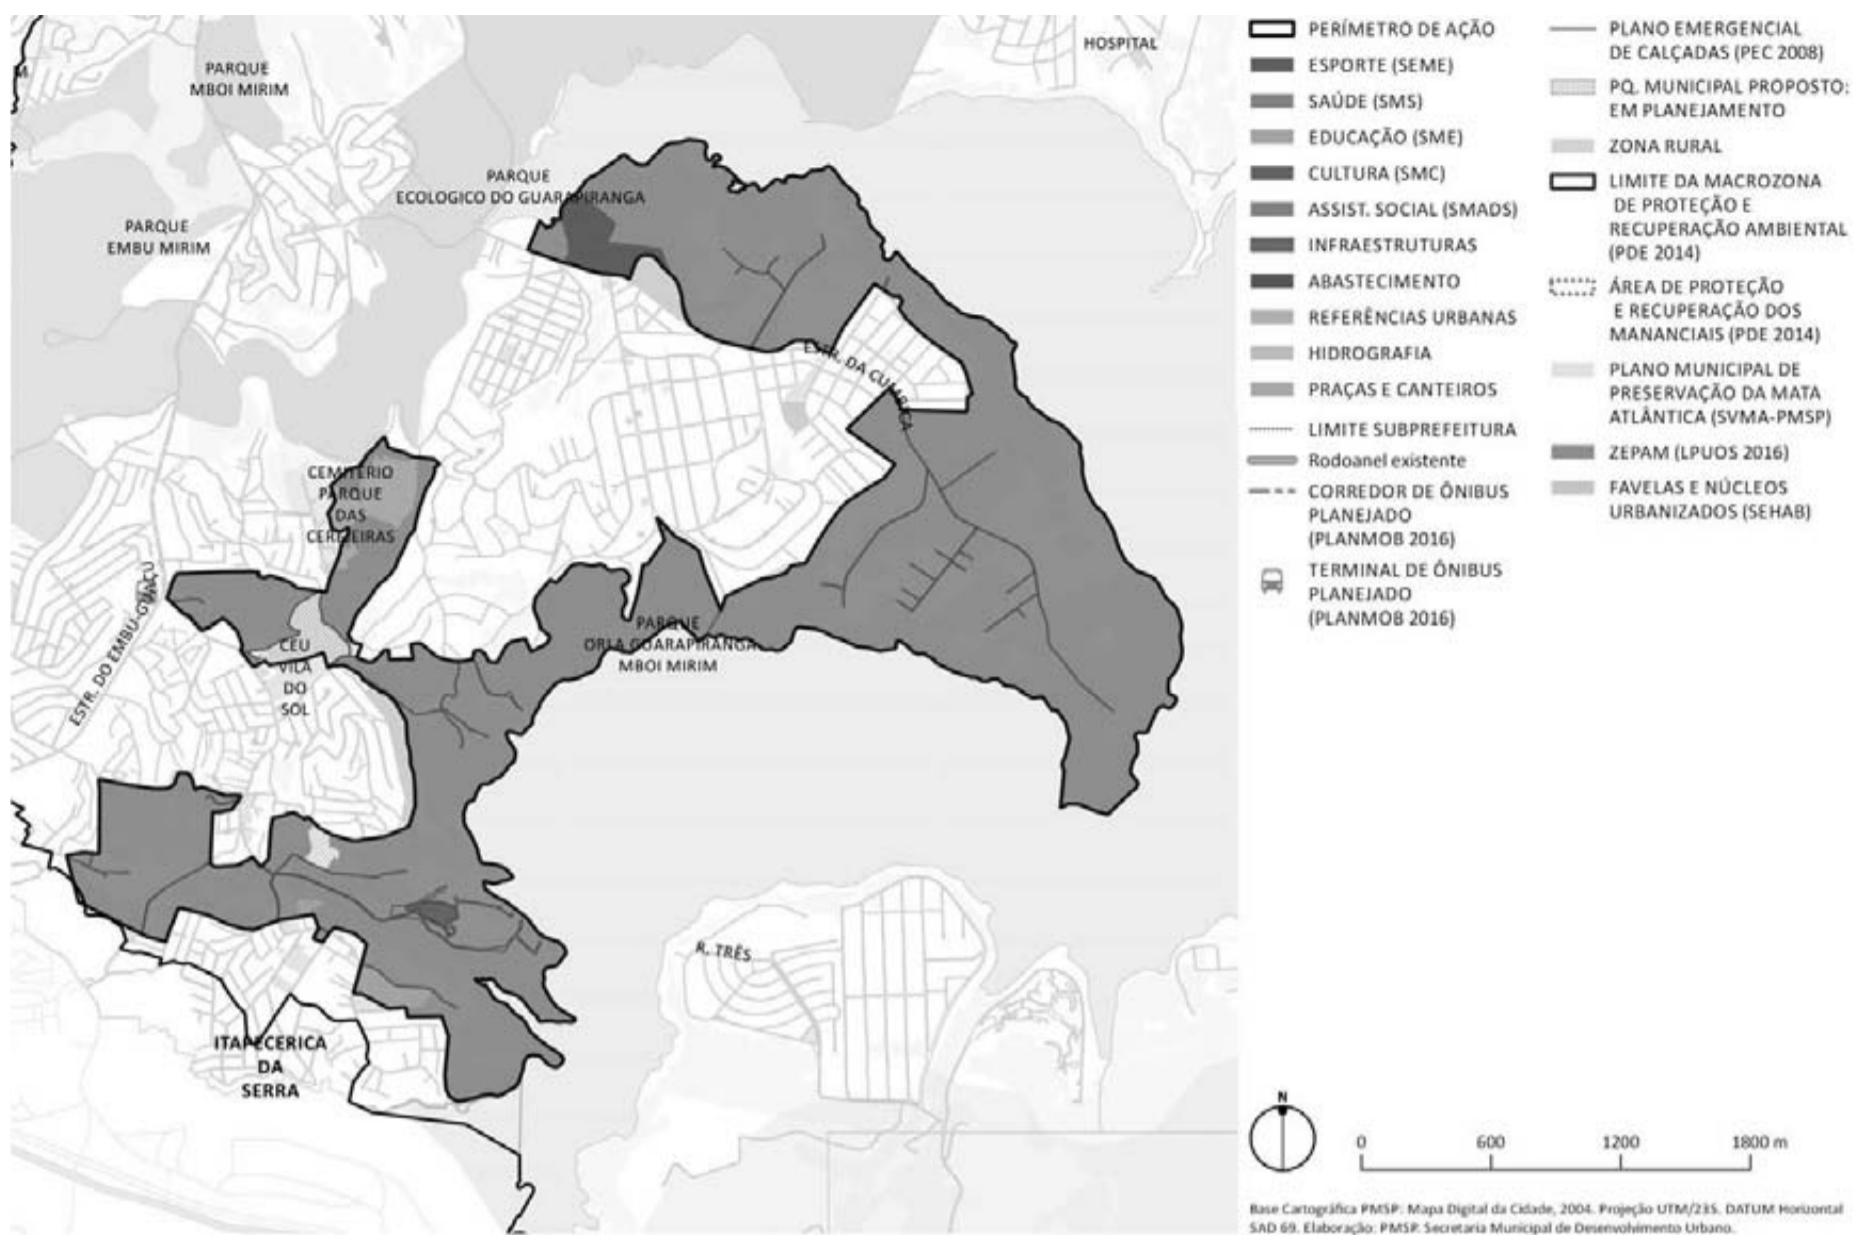 HOSPITAL
PARQUE
MBOI MIRIM
PARQUE
ECOLOGICO DO GUARAPIRANGA
PARQUE
EMBU MIRIM
ESTR. DA CUMBICA
CEMITERIO
PARQUE
DAS
CEREJEIRAS
ESTR. DO EMBU-GUAÇU
CEU
VILA
DO
SOL
PARQUE
ORLA GUARAPIRANGA
MBOI MIRIM
R. TRÊS
ITAPECERICA
DA
SERRA
PERÍMETRO DE AÇÃO
ESPORTE (SEME)
SAÚDE (SMS)
EDUCAÇÃO (SME)
CULTURA (SMC)
ASSIST. SOCIAL (SMADS)
INFRAESTRUTURAS
ABASTECIMENTO
REFERÊNCIAS URBANAS
HIDROGRAFIA
PRAÇAS E CANTEIROS
LIMITE SUBPREFEITURA
Rodoanel existente
CORREDOR DE ÔNIBUS
PLANEJADO
(PLANMOB 2016)
TERMINAL DE ÔNIBUS
PLANEJADO
(PLANMOB 2016)
PLANO EMERGENCIAL
DE CALÇADAS (PEC 2008)
PQ. MUNICIPAL PROPOSTO:
EM PLANEJAMENTO
ZONA RURAL
LIMITE DA MACROZONA
DE PROTEÇÃO E
RECUPERAÇÃO AMBIENTAL
(PDE 2014)
ÁREA DE PROTEÇÃO
E RECUPERAÇÃO DOS
MANANCIAIS (PDE 2014)
PLANO MUNICIPAL DE
PRESERVAÇÃO DA MATA
ATLÂNTICA (SVMA-PMSP)
ZEPAM (LPUOS 2016)
FAVELAS E NÚCLEOS
URBANIZADOS (SEHAB)
N
0 600 1200 1800 m
Base Cartográfica PMSP: Mapa Digital da Cidade, 2004. Projeção UTM/23S. DATUM Horizontal
SAD 69. Elaboração: PMSP. Secretaria Municipal de Desenvolvimento Urbano.